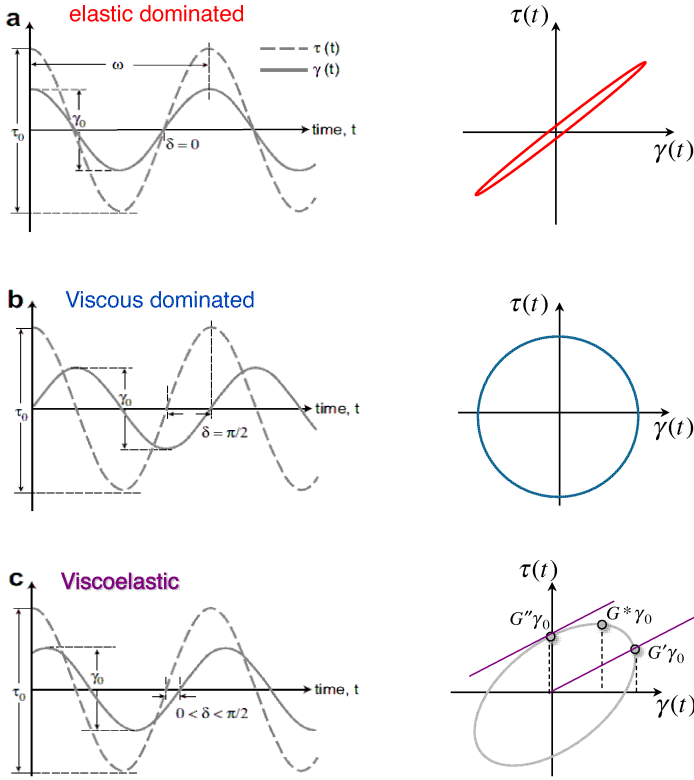 a
elastic dominated
τ (t)
γ (t)
ω
τ₀
γ₀
δ = 0
time, t
τ(t)
γ(t)
b
Viscous dominated
τ₀
γ₀
δ = π/2
time, t
τ(t)
γ(t)
c
Viscoelastic
τ₀
γ₀
0 < δ < π/2
time, t
τ(t)
G″γ₀
G*γ₀
G′γ₀
γ(t)